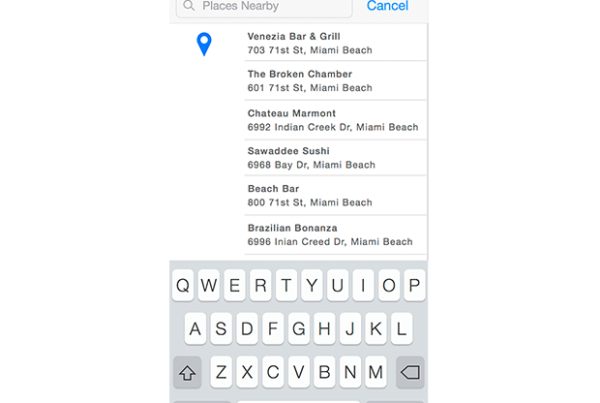 Places Nearby Cancel
Venezia Bar & Grill
703 71st St, Miami Beach
The Broken Chamber
601 71st St, Miami Beach
Chateau Marmont
6992 Indian Creek Dr, Miami Beach
Sawaddee Sushi
6968 Bay Dr, Miami Beach
Beach Bar
800 71st St, Miami Beach
Brazilian Bonanza
6996 Inian Creed Dr, Miami Beach
Q W E R T Y U I O P
A S D F G H J K L
Z X C V B N M